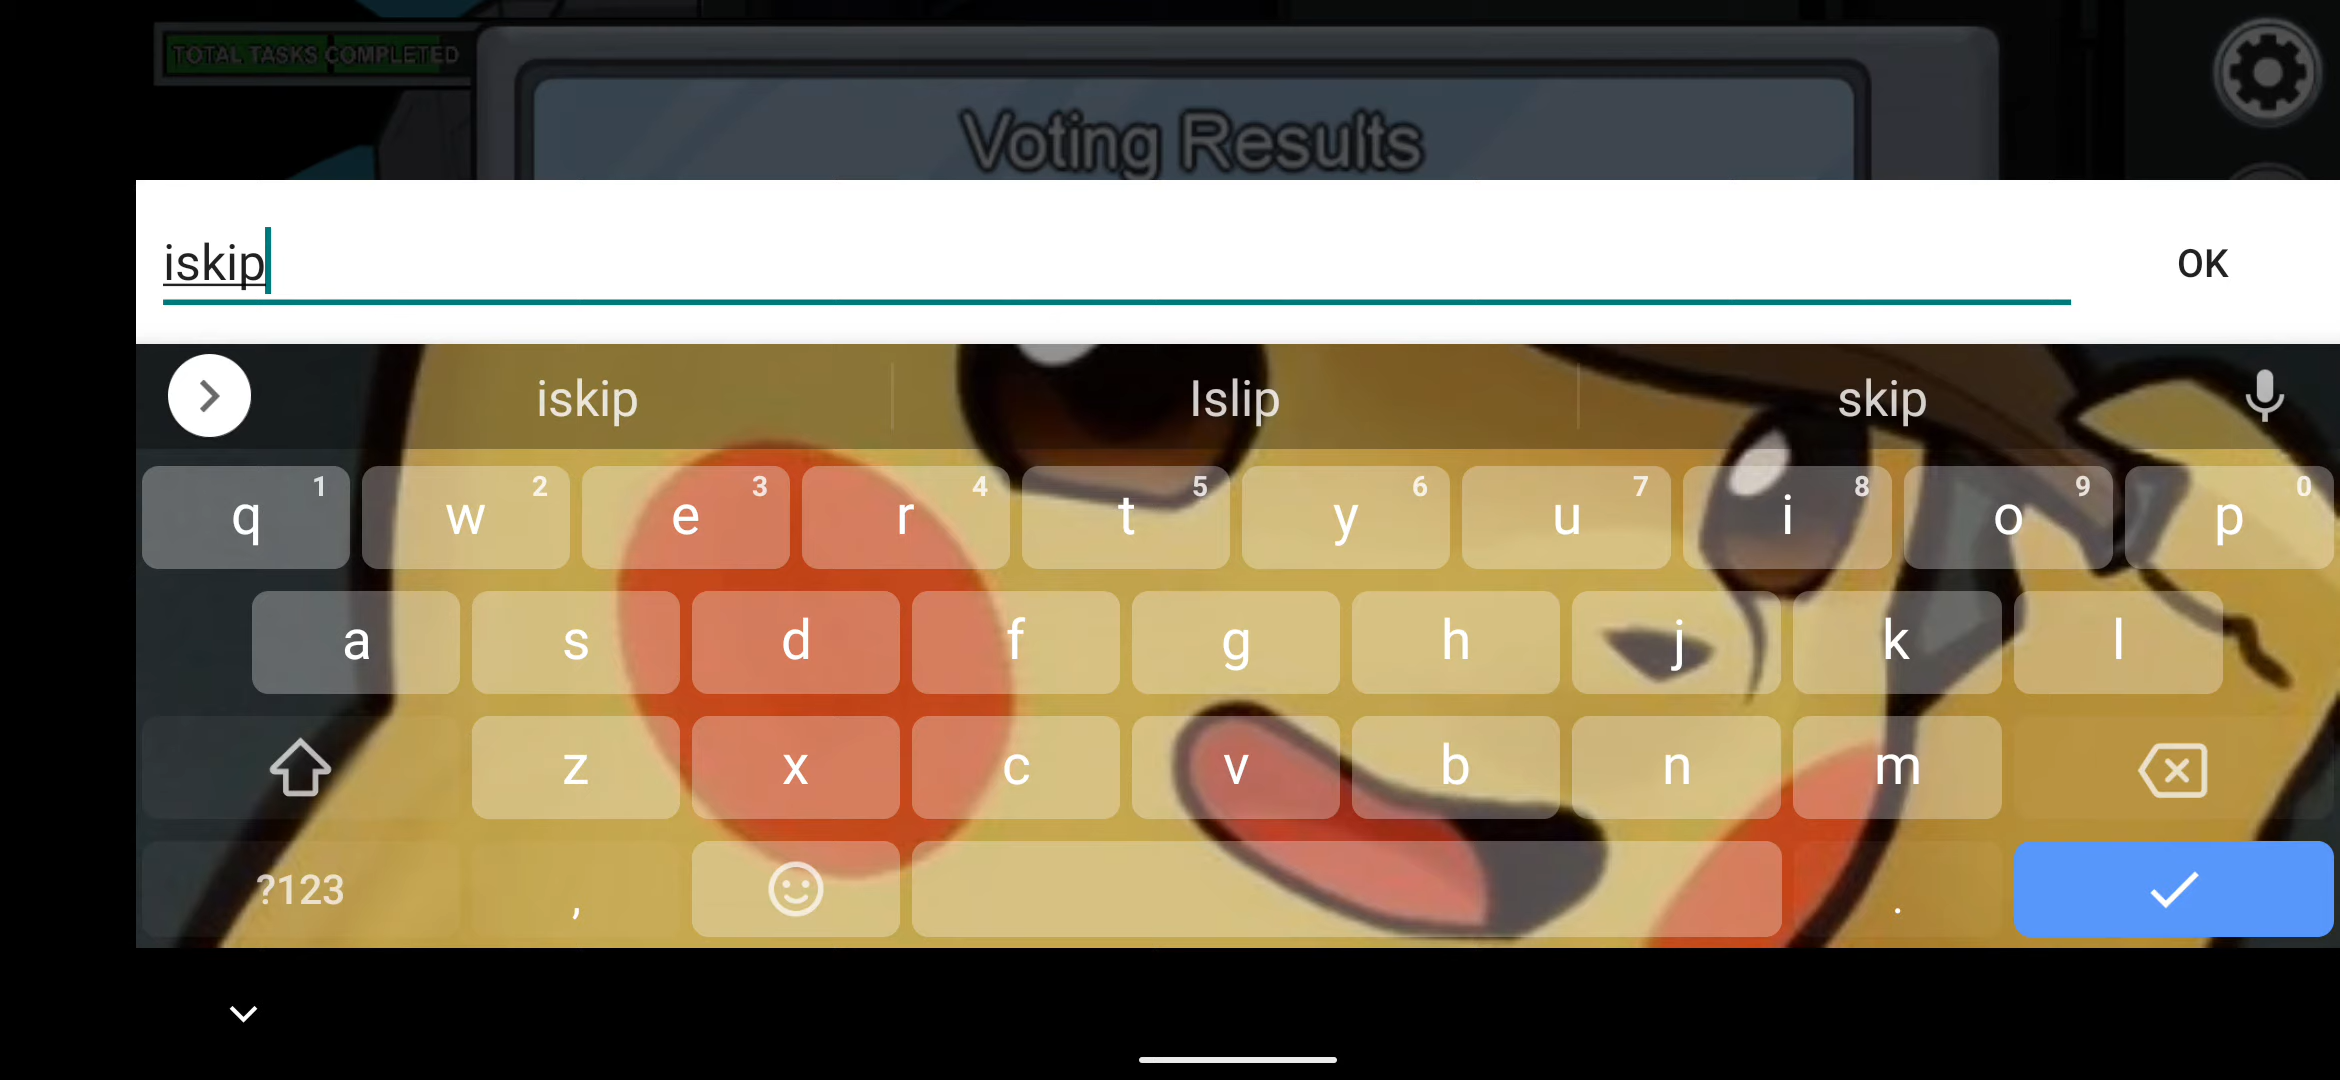 TOTAL TASKS COMPLETED
Voting Results
iskip
OK
iskip Islip skip
q 1 w 2 e 3 r 4 t 5 y 6 u 7 i 8 o 9 p 0
a s d f g h j k l
z x c v b n m
?123 , .